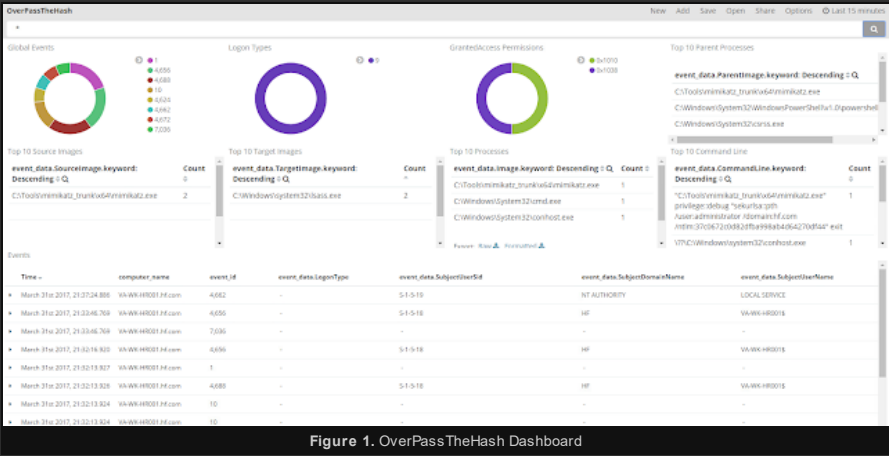 OverPassTheHash
New Add Save Open Share Options Last 15 minutes
*
Global Events
1
4,656
4,688
10
4,624
4,662
4,672
7,036
Logon Types
9
GrantedAccess Permissions
0x1010
0x1038
Top 10 Parent Processes
event_data.ParentImage.keyword: Descending
C:\Tools\mimikatz_trunk\x64\mimikatz.exe
C:\Windows\System32\WindowsPowerShell\v1.0\powershell
C:\Windows\System32\csrss.exe
Top 10 Source Images
event_data.SourceImage.keyword: Descending Count
C:\Tools\mimikatz_trunk\x64\mimikatz.exe 2
Top 10 Target Images
event_data.TargetImage.keyword: Descending Count
C:\Windows\system32\lsass.exe 2
Top 10 Processes
event_data.Image.keyword: Descending Count
C:\Tools\mimikatz_trunk\x64\mimikatz.exe 1
C:\Windows\System32\cmd.exe 1
C:\Windows\System32\conhost.exe 1
Export: Raw Formatted
Top 10 Command Line
event_data.CommandLine.keyword: Descending Count
"C:\Tools\mimikatz_trunk\x64\mimikatz.exe" 1
privilege::debug "sekurlsa::pth
/user:administrator /domain:hf.com
/ntlm:37c0672c0d82dfba998ab4d64270df44" exit
\??\C:\Windows\system32\conhost.exe 1
Events
Time computer_name event_id event_data.LogonType event_data.SubjectUserSid event_data.SubjectDomainName event_data.SubjectUserName
March 31st 2017, 21:37:24.886 VA-WK-HR001.hf.com 4,662 - S-1-5-19 NT AUTHORITY LOCAL SERVICE
March 31st 2017, 21:33:46.769 VA-WK-HR001.hf.com 4,656 - S-1-5-18 HF VA-WK-HR001$
March 31st 2017, 21:33:46.769 VA-WK-HR001.hf.com 7,036 - - - -
March 31st 2017, 21:32:16.920 VA-WK-HR001.hf.com 4,656 - S-1-5-18 HF VA-WK-HR001$
March 31st 2017, 21:32:13.927 VA-WK-HR001.hf.com 1 - - - -
March 31st 2017, 21:32:13.926 VA-WK-HR001.hf.com 4,688 - S-1-5-18 HF VA-WK-HR001$
March 31st 2017, 21:32:13.924 VA-WK-HR001.hf.com 10 - - - -
March 31st 2017, 21:32:13.924 VA-WK-HR001.hf.com 10 - - - -
Figure 1. OverPassTheHash Dashboard